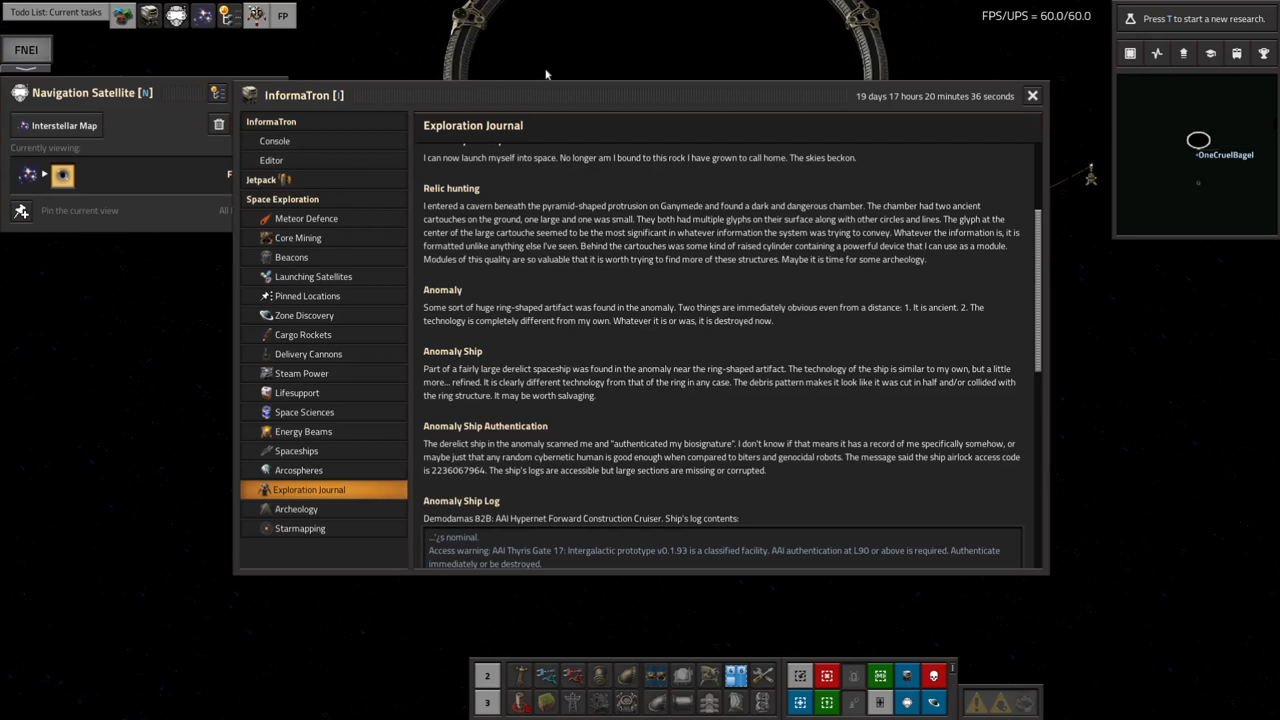 Todo List: Current tasks
FP
FPS/UPS = 60.0/60.0
Press T to start a new research.
FNEI
Navigation Satellite [N]
Interstellar Map
Currently viewing:
F
Pin the current view
All
OneCruelBagel
InformaTron [i]
19 days 17 hours 20 minutes 36 seconds
InformaTron
Console
Editor
Jetpack
Space Exploration
Meteor Defence
Core Mining
Beacons
Launching Satellites
Pinned Locations
Zone Discovery
Cargo Rockets
Delivery Cannons
Steam Power
Lifesupport
Space Sciences
Energy Beams
Spaceships
Arcospheres
Exploration Journal
Archeology
Starmapping
Exploration Journal
I can now launch myself into space. No longer am I bound to this rock I have grown to call home. The skies beckon.
Relic hunting
I entered a cavern beneath the pyramid-shaped protrusion on Ganymede and found a dark and dangerous chamber. The chamber had two ancient
cartouches on the ground, one large and one was small. They both had multiple glyphs on their surface along with other circles and lines. The glyph at the
center of the large cartouche seemed to be the most significant in whatever information the system was trying to convey. Whatever the information is, it is
formatted unlike anything else I've seen. Behind the cartouches was some kind of raised cylinder containing a powerful device that I can use as a module.
Modules of this quality are so valuable that it is worth trying to find more of these structures. Maybe it is time for some archeology.
Anomaly
Some sort of huge ring-shaped artifact was found in the anomaly. Two things are immediately obvious even from a distance: 1. It is ancient. 2. The
technology is completely different from my own. Whatever it is or was, it is destroyed now.
Anomaly Ship
Part of a fairly large derelict spaceship was found in the anomaly near the ring-shaped artifact. The technology of the ship is similar to my own, but a little
more... refined. It is clearly different technology from that of the ring in any case. The debris pattern makes it look like it was cut in half and/or collided with
the ring structure. It may be worth salvaging.
Anomaly Ship Authentication
The derelict ship in the anomaly scanned me and "authenticated my biosignature". I don't know if that means it has a record of me specifically somehow, or
maybe just that any random cybernetic human is good enough when compared to biters and genocidal robots. The message said the ship airlock access code
is 2236067964. The ship's logs are accessible but large sections are missing or corrupted.
Anomaly Ship Log
Demodamas 82B: AAI Hypernet Forward Construction Cruiser. Ship's log contents:
...'¿s nominal.
Access warning: AAI Thyris Gate 17: Intergalactic prototype v0.1.93 is a classified facility. AAI authentication at L90 or above is required. Authenticate
immediately or be destroyed.
2
3